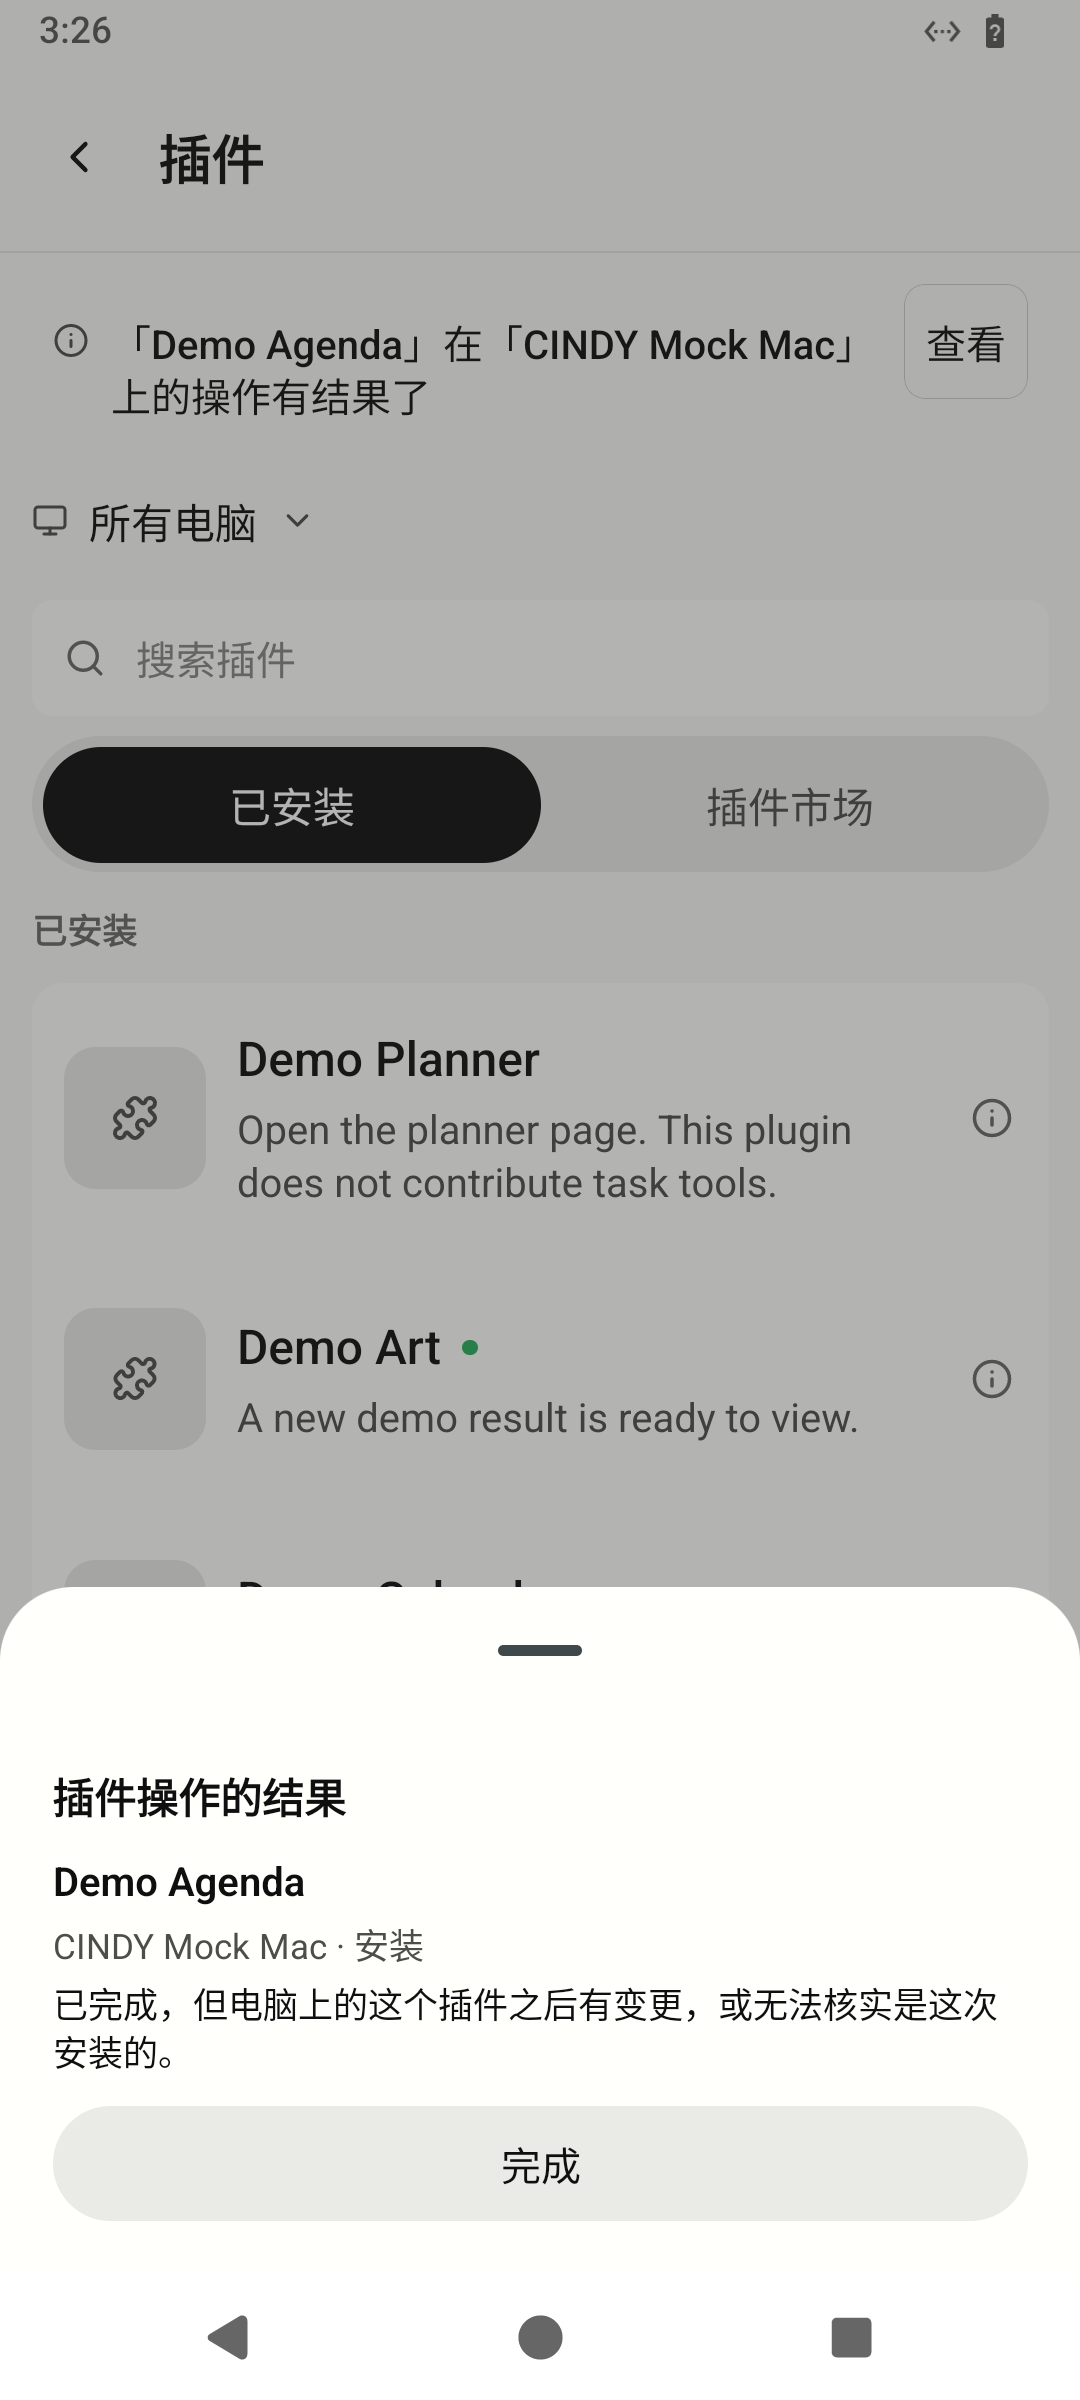 3:26
插件
「Demo Agenda」在「CINDY Mock Mac」
上的操作有结果了
查看
所有电脑
搜索插件
已安装
插件市场
已安装
Demo Planner
Open the planner page. This plugin
does not contribute task tools.
Demo Art
A new demo result is ready to view.
插件操作的结果
Demo Agenda
CINDY Mock Mac · 安装
已完成，但电脑上的这个插件之后有变更，或无法核实是这次
安装的。
完成